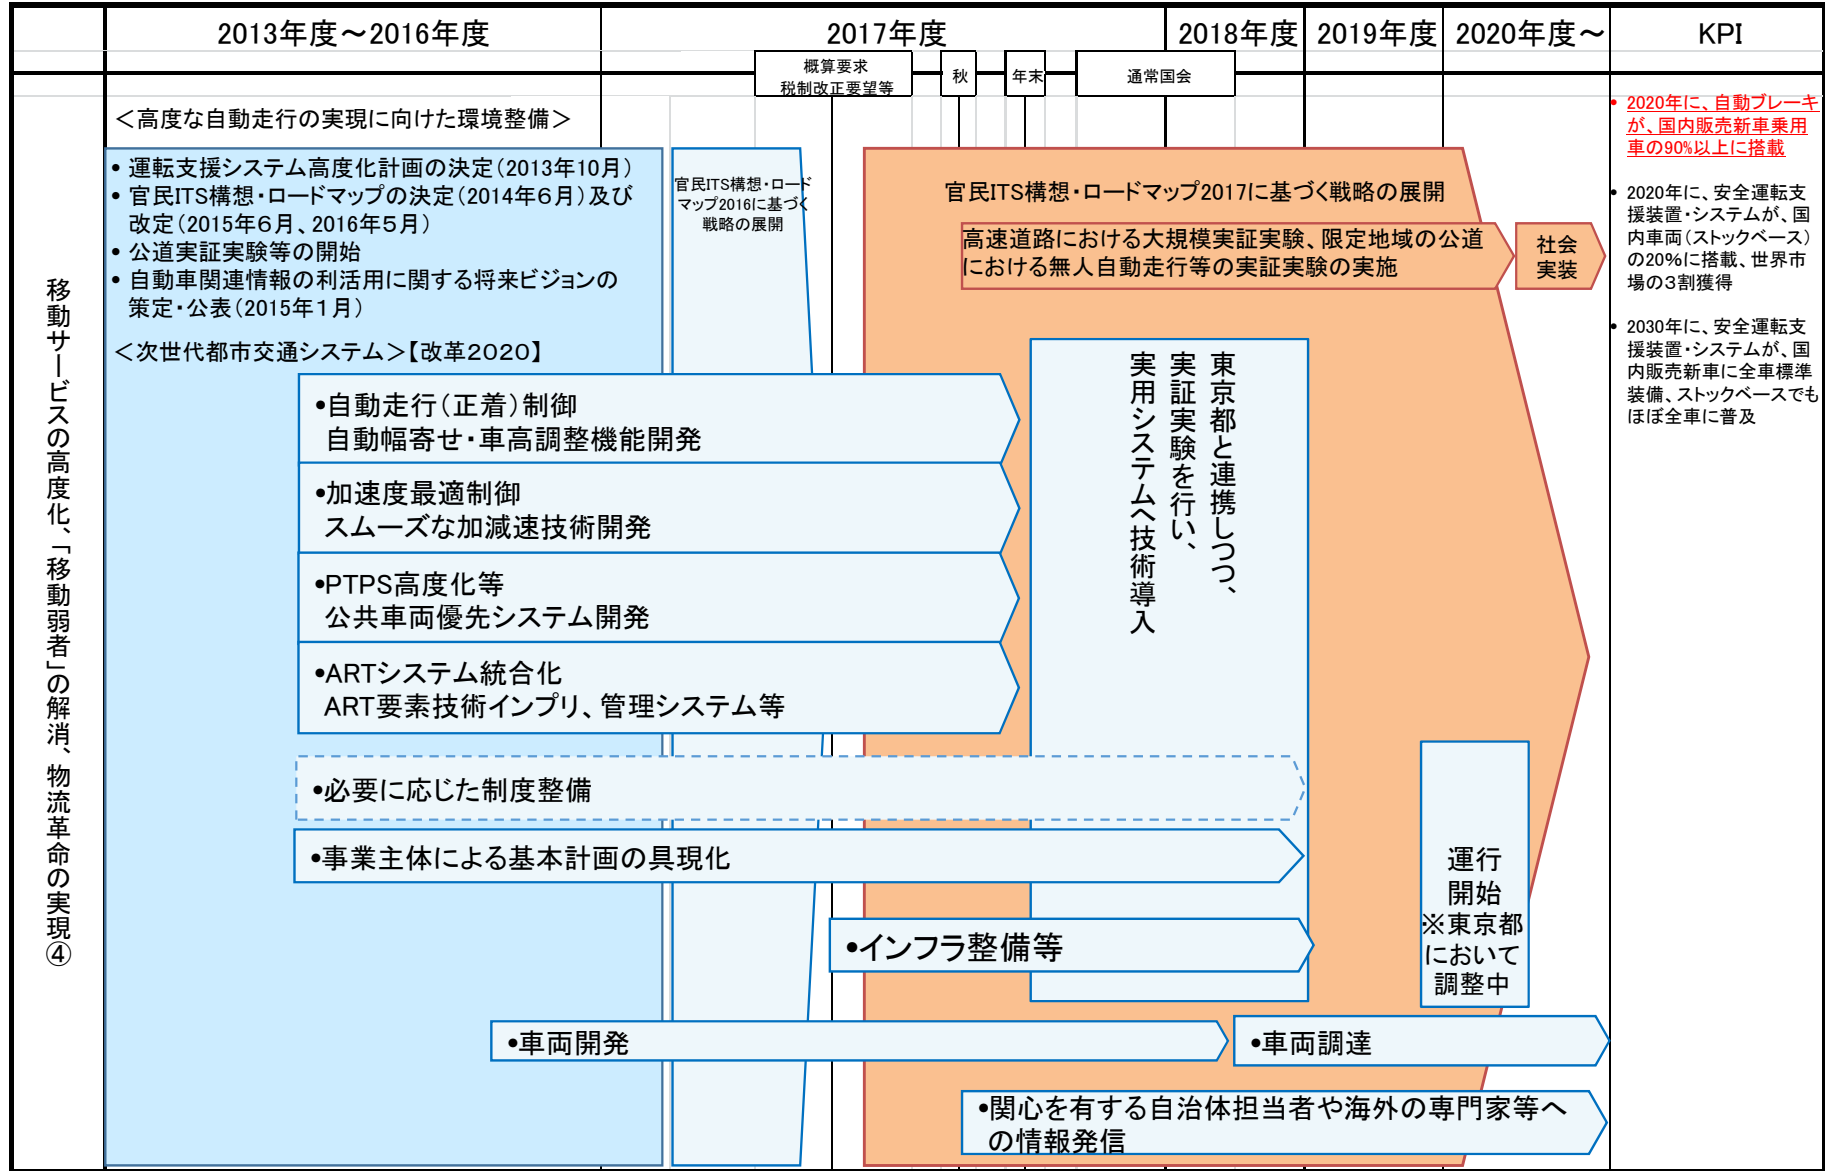 2013年度～2016年度
2017年度
2018年度
2019年度
2020年度～
KPI
概算要求
税制改正要望等
秋
年末
通常国会
移動サービスの高度化、「移動弱者」の解消、物流革命の実現④
＜高度な自動走行の実現に向けた環境整備＞
• 運転支援システム高度化計画の決定（2013年10月）
• 官民ITS構想・ロードマップの決定（2014年６月）及び
改定（2015年６月、2016年５月）
• 公道実証実験等の開始
• 自動車関連情報の利活用に関する将来ビジョンの
策定・公表（2015年１月）
＜次世代都市交通システム＞【改革２０２０】
官民ITS構想・ロード
マップ2016に基づく
戦略の展開
官民ITS構想・ロードマップ2017に基づく戦略の展開
高速道路における大規模実証実験、限定地域の公道
における無人自動走行等の実証実験の実施
社会
実装
•自動走行（正着）制御
自動幅寄せ・車高調整機能開発
•加速度最適制御
スムーズな加減速技術開発
•PTPS高度化等
公共車両優先システム開発
•ARTシステム統合化
ART要素技術インプリ、管理システム等
東京都と連携しつつ、
実証実験を行い、
実用システムへ技術導入
•必要に応じた制度整備
•事業主体による基本計画の具現化
•インフラ整備等
運行
開始
※東京都
において
調整中
•車両開発
•車両調達
•関心を有する自治体担当者や海外の専門家等へ
の情報発信
• 2020年に、自動ブレーキ
が、国内販売新車乗用
車の90％以上に搭載
• 2020年に、安全運転支
援装置・システムが、国
内車両（ストックベース）
の20％に搭載、世界市
場の３割獲得
• 2030年に、安全運転支
援装置・システムが、国
内販売新車に全車標準
装備、ストックベースでも
ほぼ全車に普及